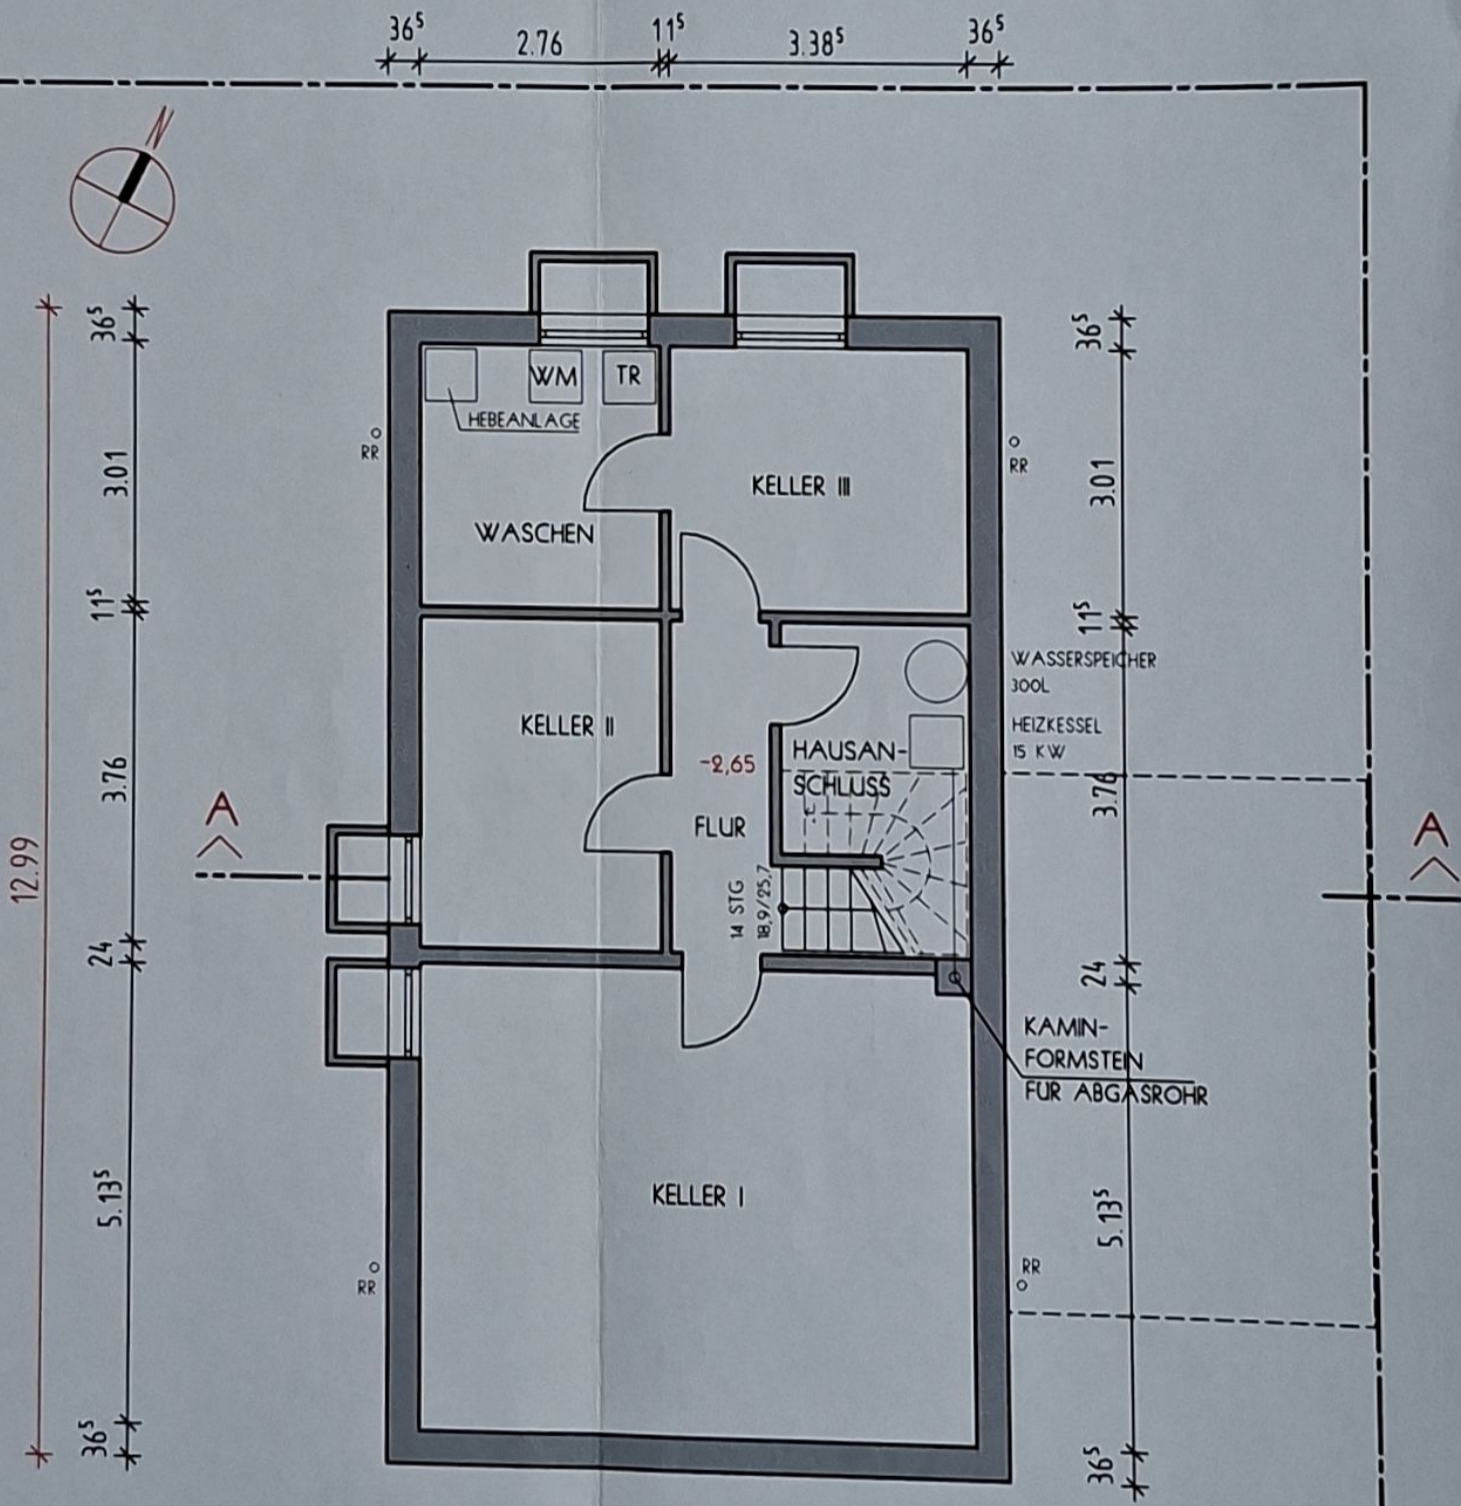 36⁵
2.76
11⁵
3.38⁵
36⁵
N
36⁵
3.01
11⁵
3.76
24
5.13⁵
36⁵
12.99
WM
TR
HEBEANLAGE
RR
WASCHEN
KELLER III
RR
36⁵
3.01
11⁵
3.76
24
5.13⁵
36⁵
WASSERSPEICHER
300L
HEIZKESSEL
15 KW
KELLER II
-2,65
HAUSAN-
SCHLUSS
FLUR
A
A
14 STG
18,9/25,7
KAMIN-
FORMSTEIN
FÜR ABGASROHR
KELLER I
RR
RR